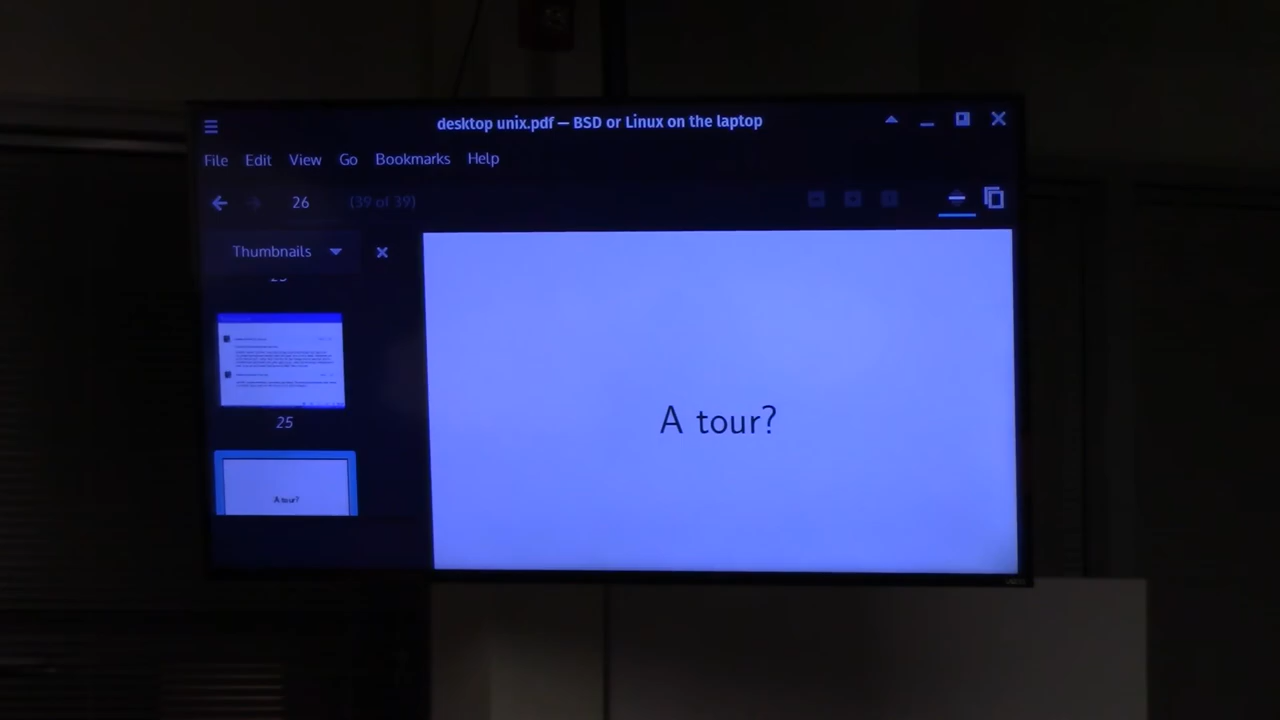 desktop unix.pdf — BSD or Linux on the laptop
File Edit View Go Bookmarks Help
26 (39 of 39)
Thumbnails
25
A tour?
A tour?